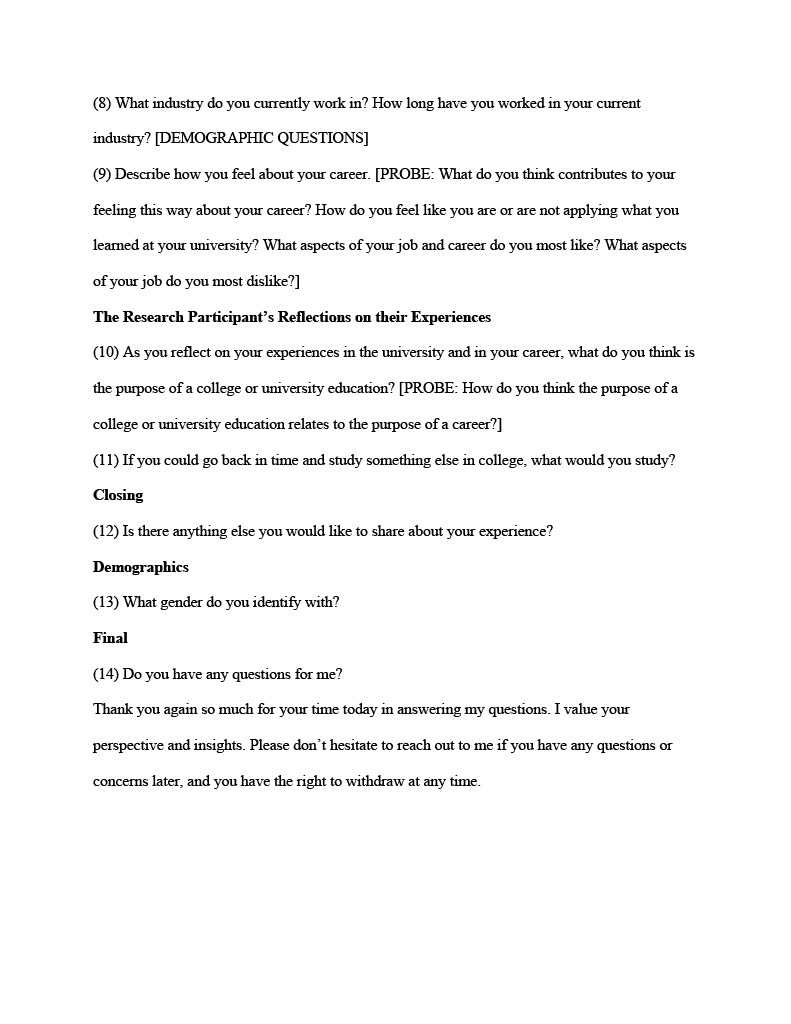 (8) What industry do you currently work in? How long have you worked in your current
industry? [DEMOGRAPHIC QUESTIONS]
(9) Describe how you feel about your career. [PROBE: What do you think contributes to your
feeling this way about your career? How do you feel like you are or are not applying what you
learned at your university? What aspects of your job and career do you most like? What aspects
of your job do you most dislike?]
The Research Participant’s Reflections on their Experiences
(10) As you reflect on your experiences in the university and in your career, what do you think is
the purpose of a college or university education? [PROBE: How do you think the purpose of a
college or university education relates to the purpose of a career?]
(11) If you could go back in time and study something else in college, what would you study?
Closing
(12) Is there anything else you would like to share about your experience?
Demographics
(13) What gender do you identify with?
Final
(14) Do you have any questions for me?
Thank you again so much for your time today in answering my questions. I value your
perspective and insights. Please don’t hesitate to reach out to me if you have any questions or
concerns later, and you have the right to withdraw at any time.